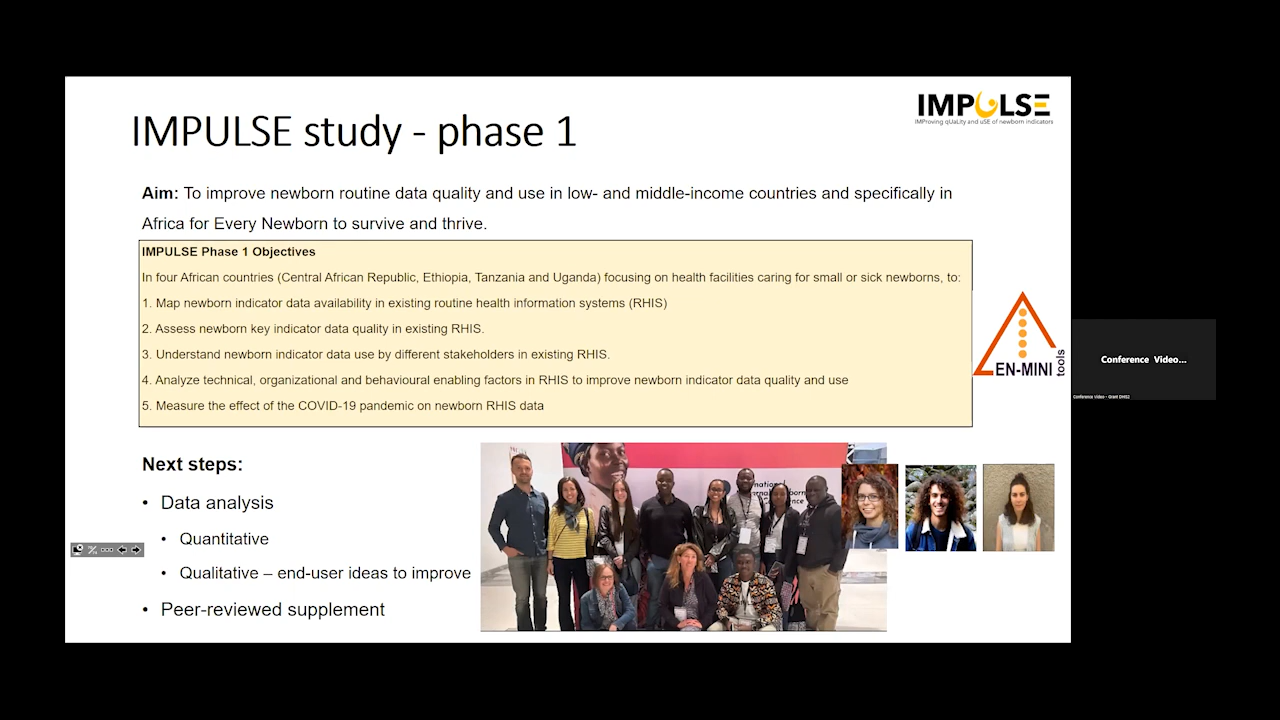 IMPULSE
IMProving qUaLity and uSE of newborn indicators
IMPULSE study - phase 1
Aim: To improve newborn routine data quality and use in low- and middle-income countries and specifically in
Africa for Every Newborn to survive and thrive.
IMPULSE Phase 1 Objectives
In four African countries (Central African Republic, Ethiopia, Tanzania and Uganda) focusing on health facilities caring for small or sick newborns, to:
1. Map newborn indicator data availability in existing routine health information systems (RHIS)
2. Assess newborn key indicator data quality in existing RHIS.
3. Understand newborn indicator data use by different stakeholders in existing RHIS.
4. Analyze technical, organizational and behavioural enabling factors in RHIS to improve newborn indicator data quality and use
5. Measure the effect of the COVID-19 pandemic on newborn RHIS data
EN-MINI
tools
Conference Video...
Conference Video - Grant DHS2
Next steps:
• Data analysis
• Quantitative
• Qualitative – end-user ideas to improve
• Peer-reviewed supplement